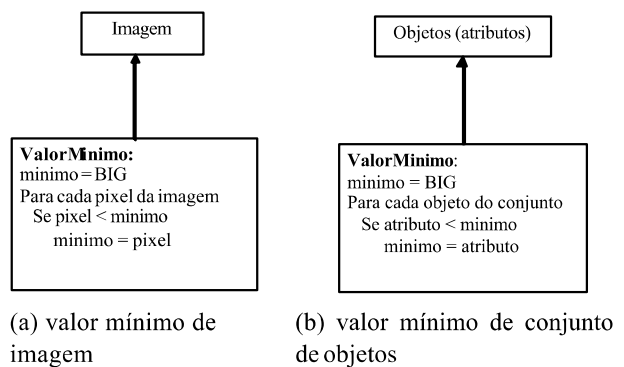 Imagem
ValorMinimo:
minimo = BIG
Para cada pixel da imagem
Se pixel < minimo
minimo = pixel
(a) valor mínimo de
imagem
Objetos (atributos)
ValorMinimo:
minimo = BIG
Para cada objeto do conjunto
Se atributo < minimo
minimo = atributo
(b) valor mínimo de conjunto
de objetos